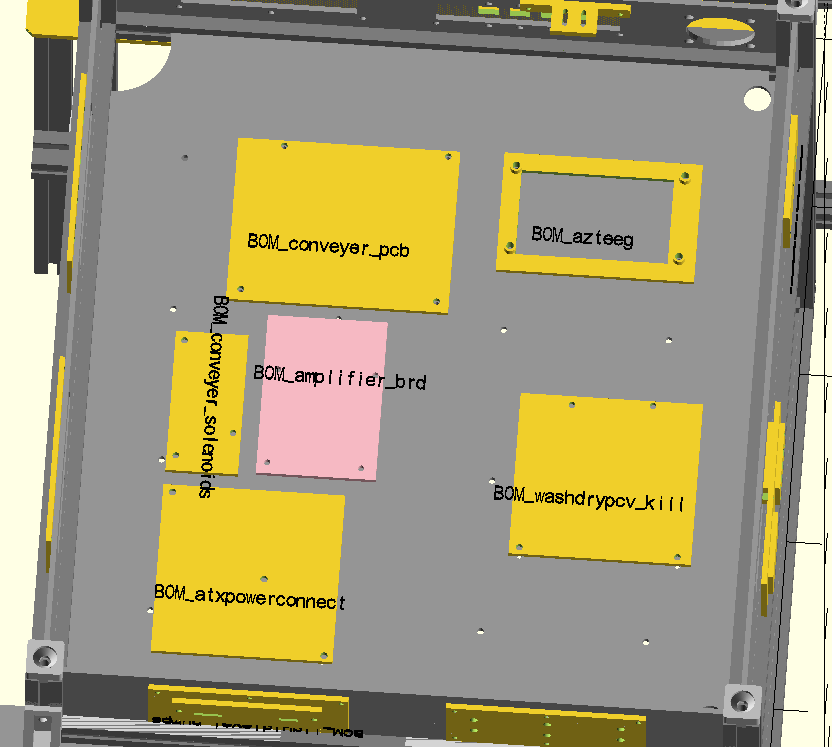 BOM_conveyer_pcb
BOM_azteeg
BOM_conveyer_solenoids
BOM_amplifier_brd
BOM_washdrypcv_kill
BOM_atxpowerconnect